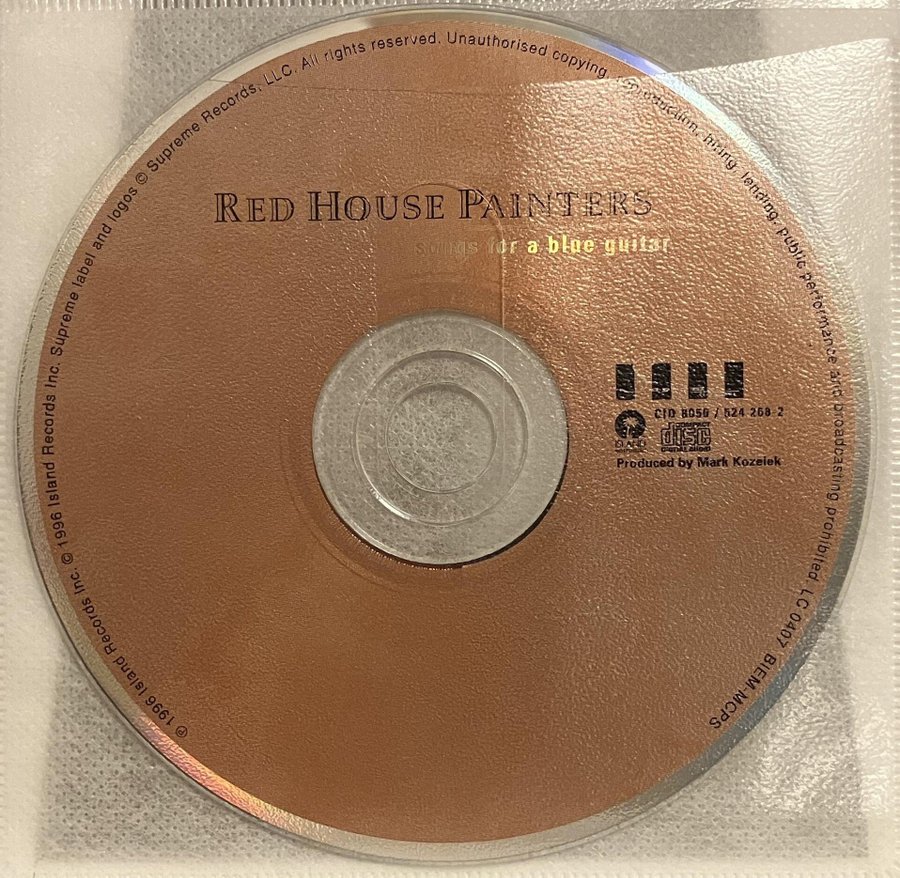 RED HOUSE PAINTERS
songs for a blue guitar
CID 8050 / 524 268-2
ISLAND
COMPACT
disc
DIGITAL AUDIO
Produced by Mark Kozelek
℗ 1996 Island Records Inc. © 1996 Island Records Inc. Supreme label and logos © Supreme Records, LLC. All rights reserved. Unauthorised copying, reproduction, hiring, lending, public performance and broadcasting prohibited. LC 0407 BIEM-MCPS